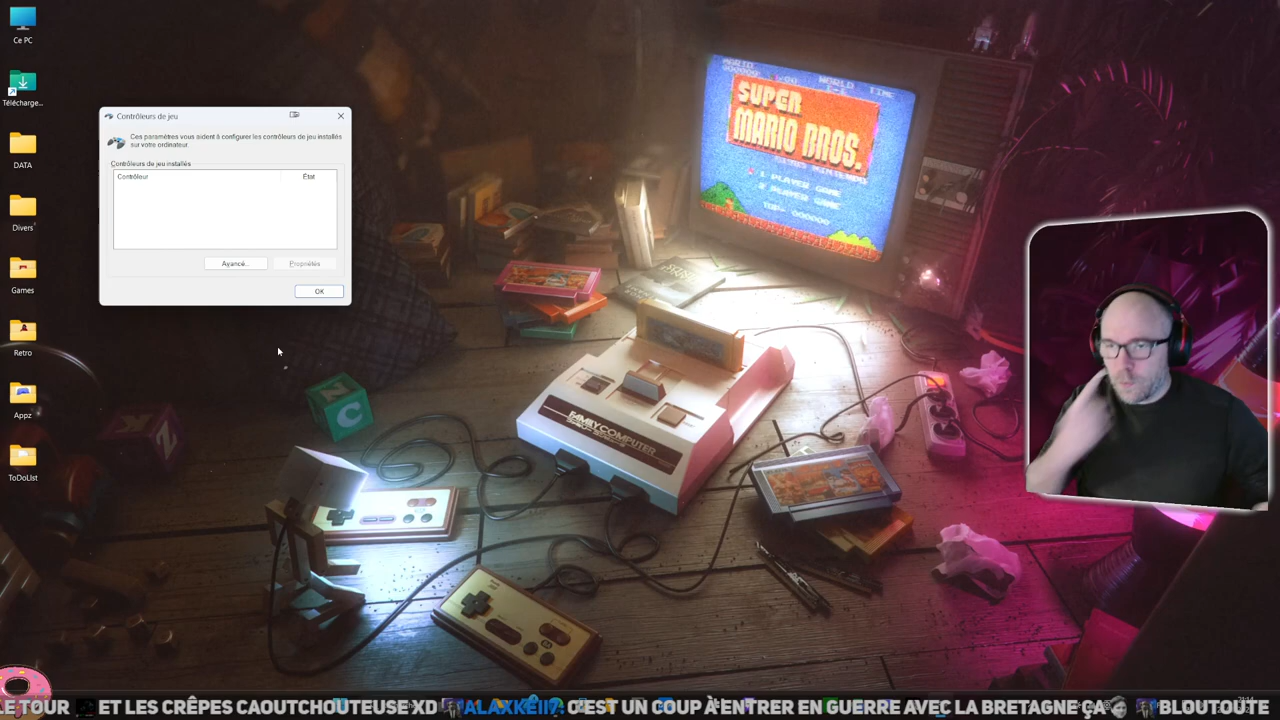 Ce PC
Télécharge...
DATA
Divers
Games
Retro
Appz
ToDoList
Contrôleurs de jeu
Ces paramètres vous aident à configurer les contrôleurs de jeu installés
sur votre ordinateur.
Contrôleurs de jeu installés
Contrôleur
État
Avancé...
Propriétés
OK
WORLD
TIME
SUPER
MARIO BROS.
1 PLAYER GAME
2 PLAYER GAME
TOP- 000000
FAMILY COMPUTER
N
C
LE TOUR ET LES CRÊPES CAOUTCHOUTEUSE XD ALAXKEII7: C'EST UN COUP À ENTRER EN GUERRE AVEC LA BRETAGNE ÇA BLOUTOUTE